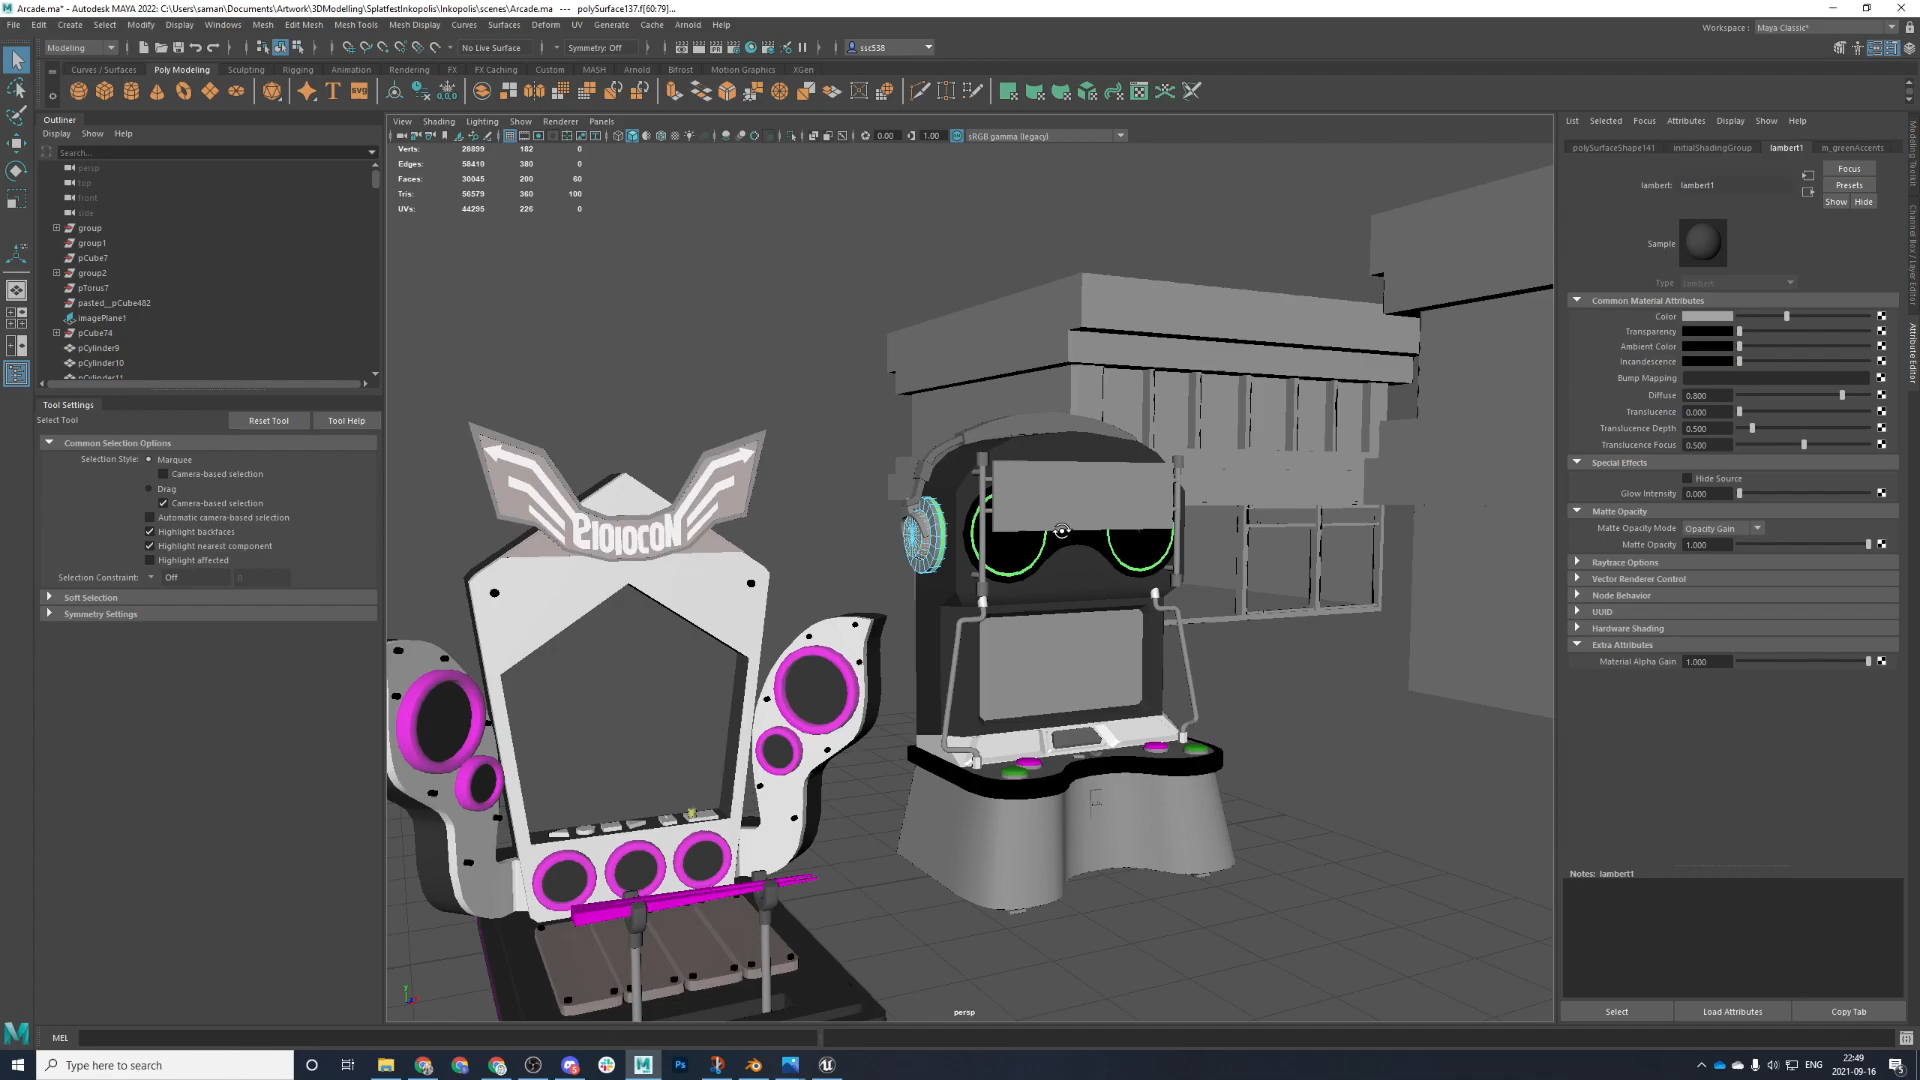 Arcade.ma* - Autodesk MAYA 2022: C:\Users\saman\Documents\Artwork\3DModelling\SplatfestInkopolis\Inkopolis\scenes\Arcade.ma   ---   polySurface137.f[60:79]...
File Edit Create Select Modify Display Windows Mesh Edit Mesh Mesh Tools Mesh Display Curves Surfaces Deform UV Generate Cache Arnold Help
Workspace: Maya Classic*
Modeling No Live Surface Symmetry: Off ssc538
Curves / Surfaces Poly Modeling Sculpting Rigging Animation Rendering FX FX Caching Custom MASH Arnold Bifrost Motion Graphics XGen
Outliner
Display Show Help
Search...
persp
top
front
side
group
group1
pCube7
group2
pTorus7
pasted__pCube482
imagePlane1
pCube74
pCylinder9
pCylinder10
pCylinder11
Tool Settings
Select Tool Reset Tool Tool Help
Common Selection Options
Selection Style: Marquee
Camera-based selection
Drag
Camera-based selection
Automatic camera-based selection
Highlight backfaces
Highlight nearest component
Highlight affected
Selection Constraint: Off 0
Soft Selection
Symmetry Settings
View Shading Lighting Show Renderer Panels
0.00 1.00 sRGB gamma (legacy)
Verts: 28899 182 0
Edges: 58410 380 0
Faces: 30045 200 60
Tris: 56579 360 100
UVs: 44295 226 0
persp
List Selected Focus Attributes Display Show Help
polySurfaceShape141 initialShadingGroup lambert1 m_greenAccents
lambert: lambert1
Focus
Presets
Show Hide
Sample
Type Lambert
Common Material Attributes
Color
Transparency
Ambient Color
Incandescence
Bump Mapping
Diffuse 0.800
Translucence 0.000
Translucence Depth 0.500
Translucence Focus 0.500
Special Effects
Hide Source
Glow Intensity 0.000
Matte Opacity
Matte Opacity Mode Opacity Gain
Matte Opacity 1.000
Raytrace Options
Vector Renderer Control
Node Behavior
UUID
Hardware Shading
Extra Attributes
Material Alpha Gain 1.000
Notes: lambert1
Select Load Attributes Copy Tab
Modeling Toolkit
Channel Box / Layer Editor
Attribute Editor
MEL
Type here to search
ENG
22:49
2021-09-16